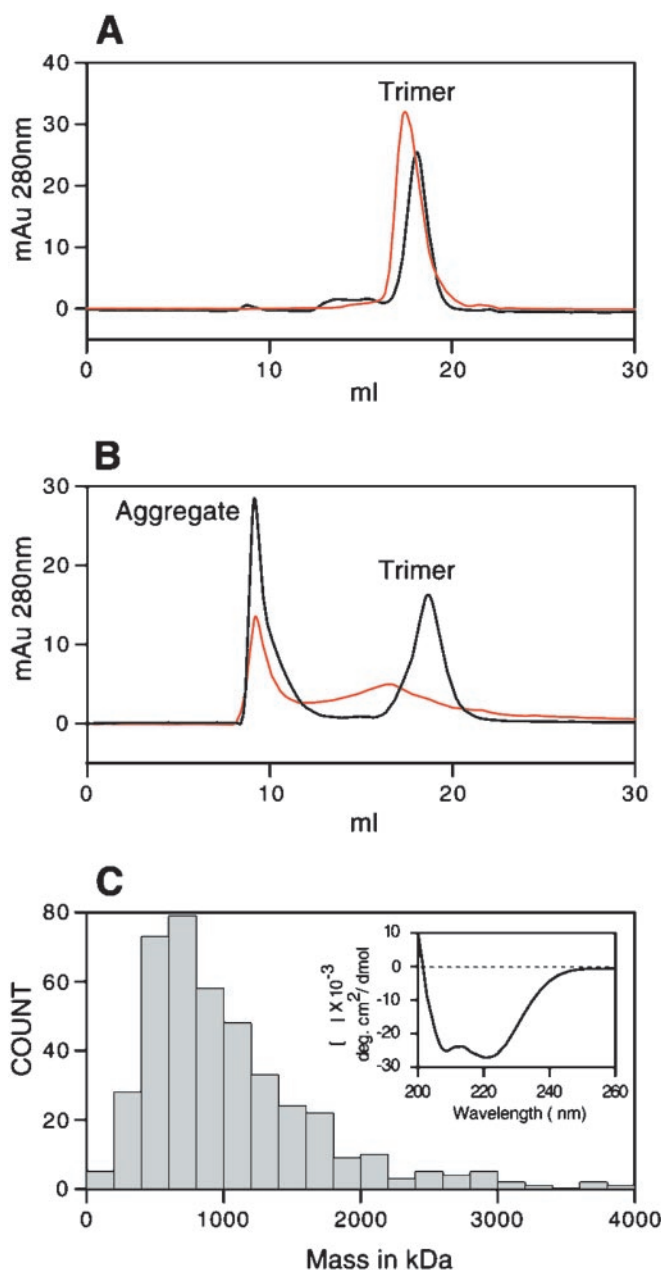 A
40
30
20
10
0
mAu 280nm
Trimer
0 10 20 30
ml
B
30
20
10
0
mAu 280nm
Aggregate
Trimer
0 10 20 30
ml
C
80
60
40
20
0
COUNT
0 1000 2000 3000 4000
Mass in kDa
10
0
-10
-20
-30
[ ] X 10-3
deg. cm2/ dmol
200 220 240 260
Wavelength ( nm)